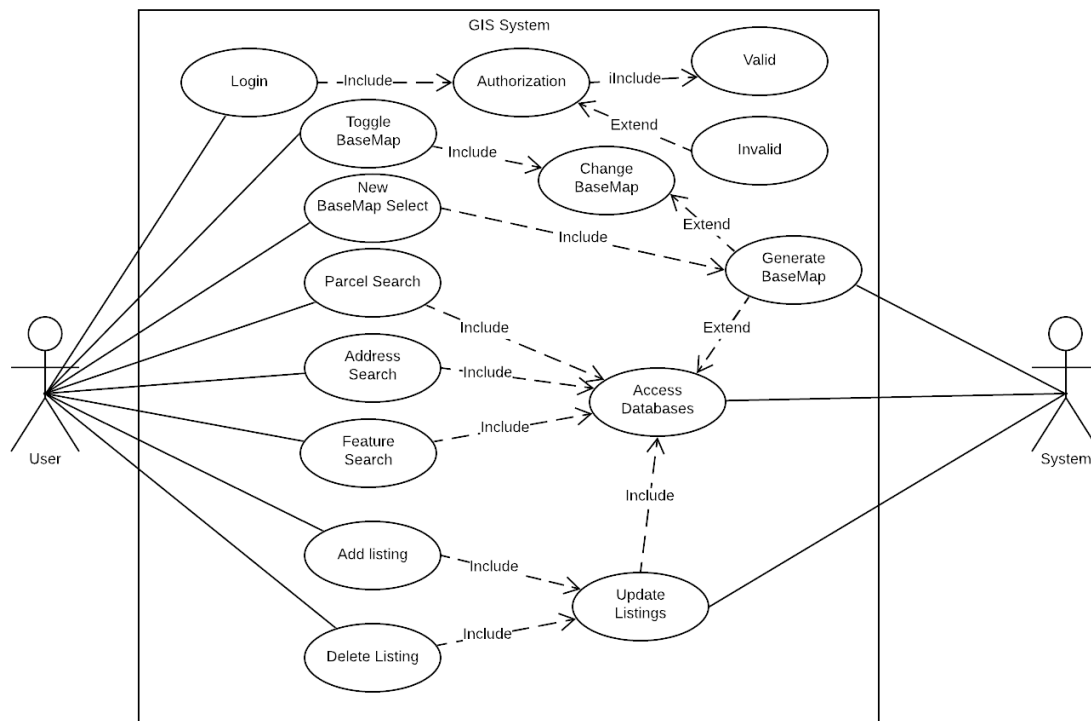 GIS System
Login
Include
Authorization
iInclude
Valid
Toggle
BaseMap
Include
Extend
Invalid
Change
BaseMap
New
BaseMap Select
Include
Extend
Generate
BaseMap
Parcel Search
Include
Extend
Address
Search
Include
Access
Databases
Feature
Search
Include
User
System
Include
Add listing
Include
Update
Listings
Delete Listing
Include